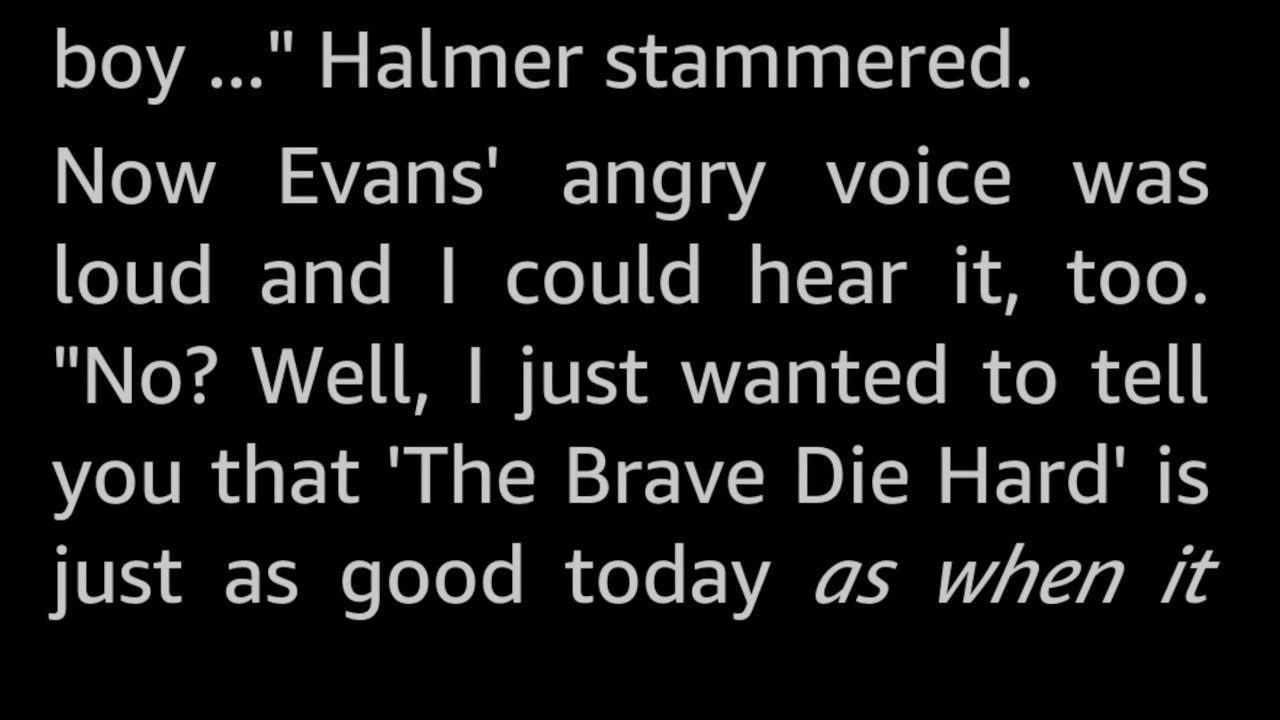 boy ..." Halmer stammered.
Now Evans' angry voice was
loud and I could hear it, too.
"No? Well, I just wanted to tell
you that 'The Brave Die Hard' is
just as good today as when it